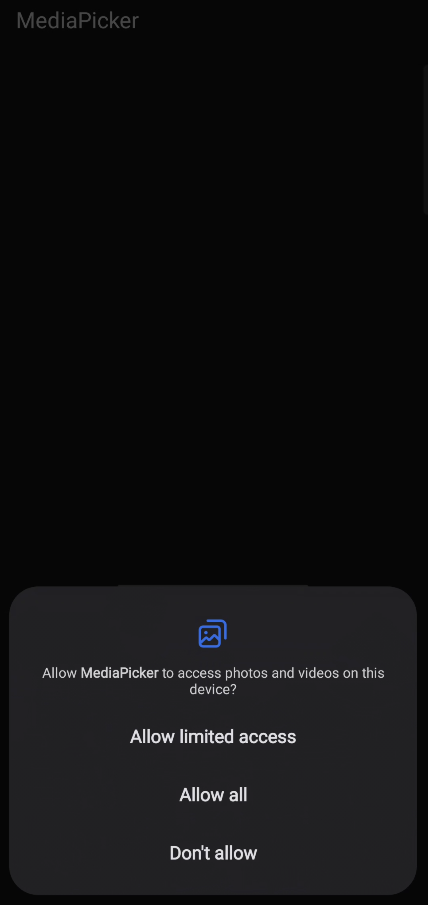 MediaPicker
Allow MediaPicker to access photos and videos on this
device?
Allow limited access
Allow all
Don't allow